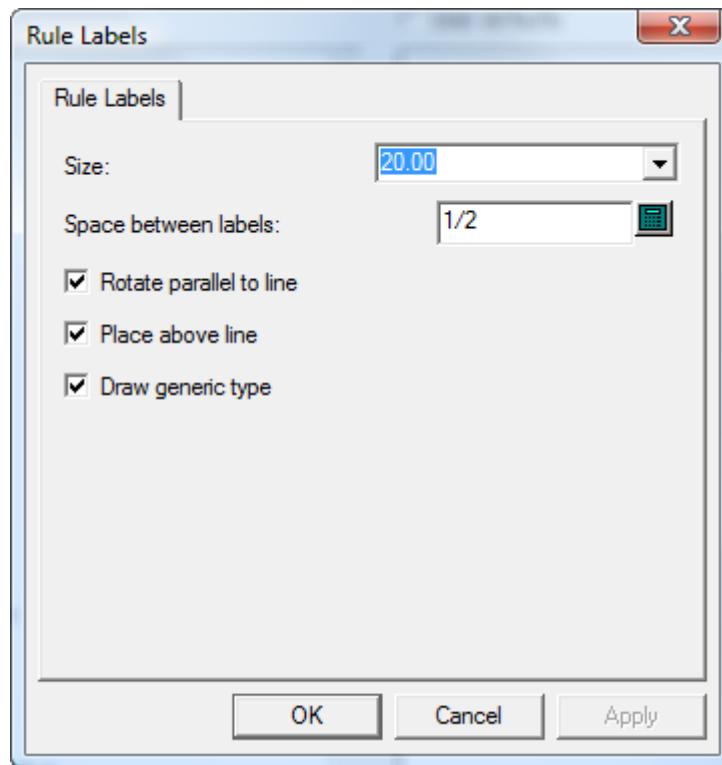 Rule Labels
Rule Labels
Size: 20.00
Space between labels: 1/2
Rotate parallel to line
Place above line
Draw generic type
OK Cancel Apply